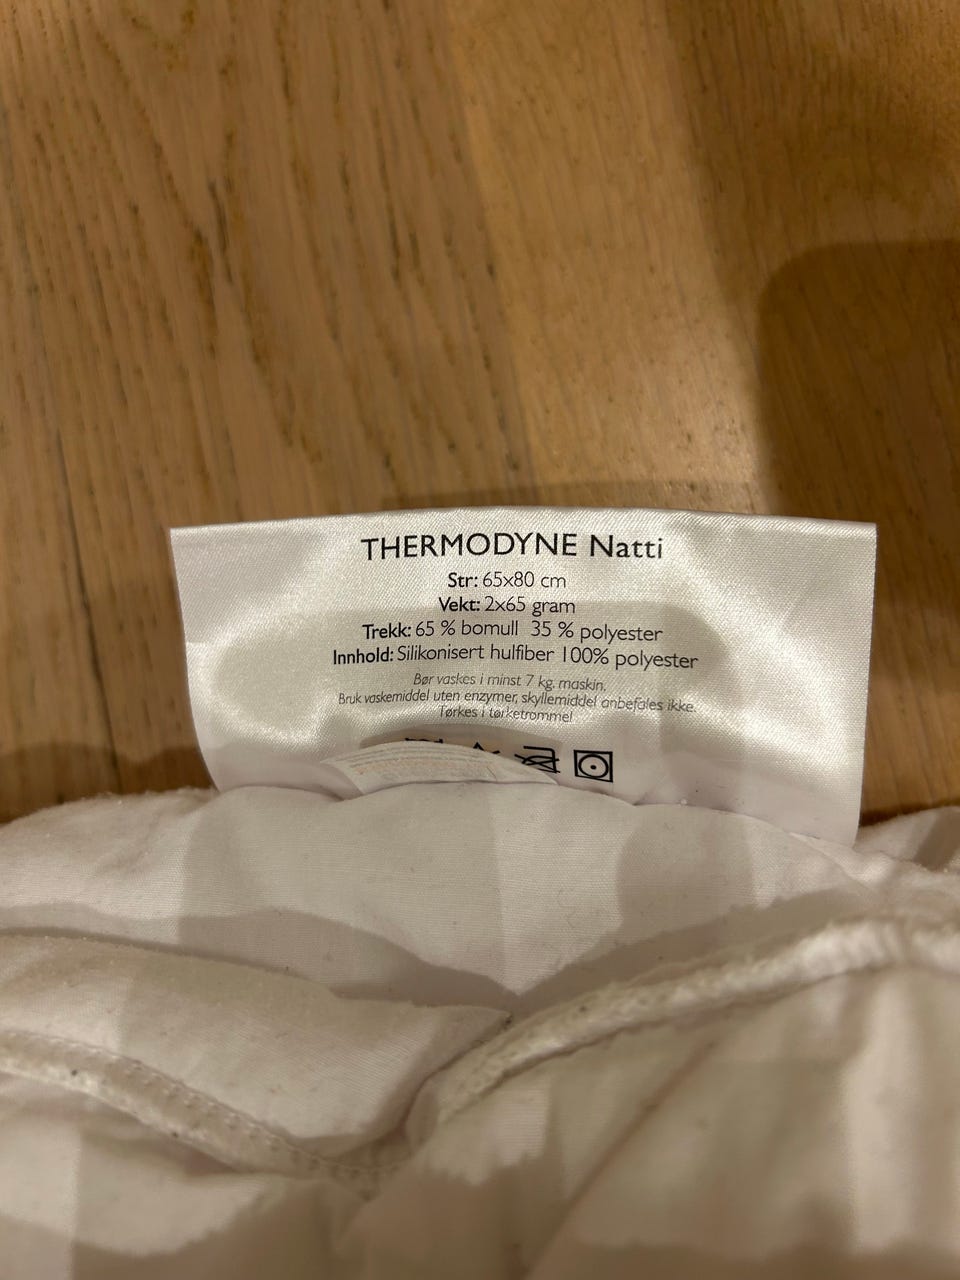 THERMODYNE Natti
Str: 65x80 cm
Vekt: 2x65 gram
Trekk: 65 % bomull 35 % polyester
Innhold: Silikonisert hulfiber 100% polyester
Bør vaskes i minst 7 kg. maskin.
Bruk vaskemiddel uten enzymer, skyllemiddel anbefales ikke.
Tørkes i tørketrommel